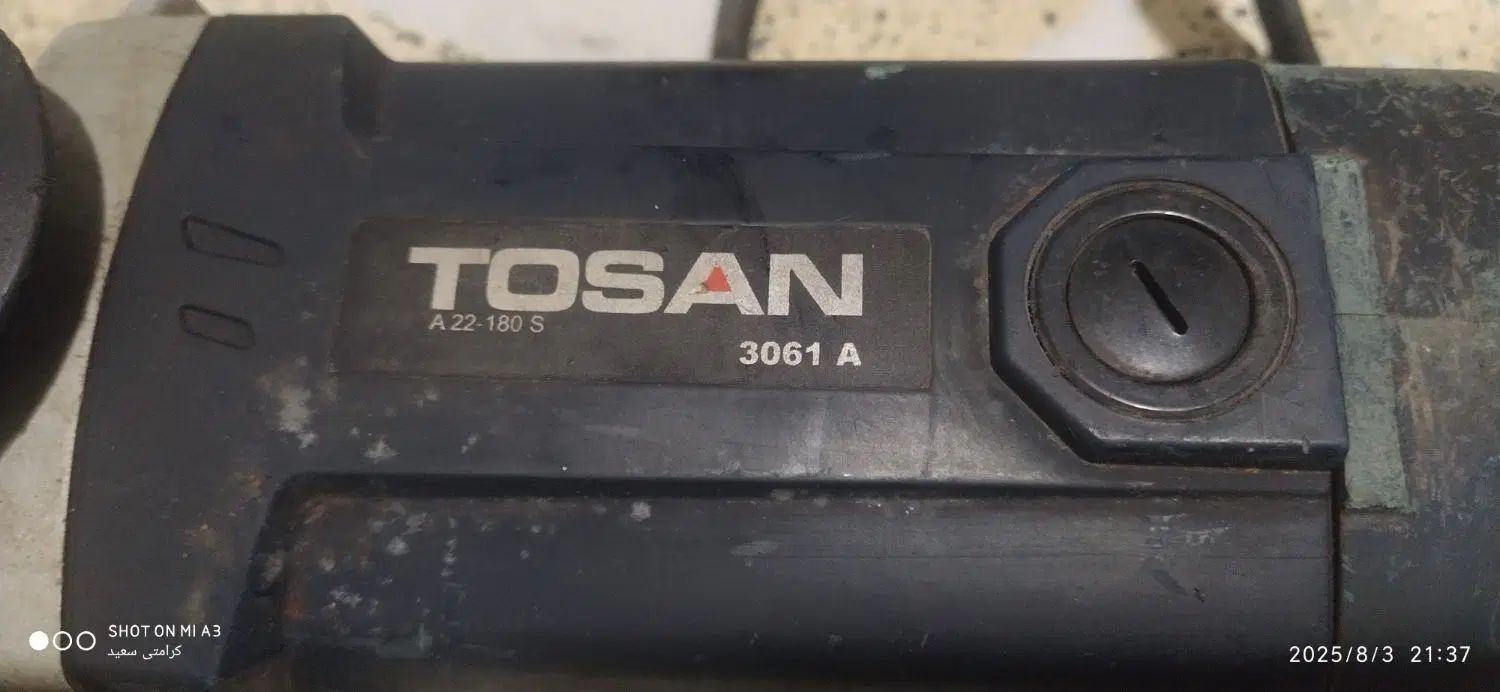 TOSAN
A 22-180 S
3061 A
SHOT ON MI A3
کرامتی سعید
2025/8/3 21:37